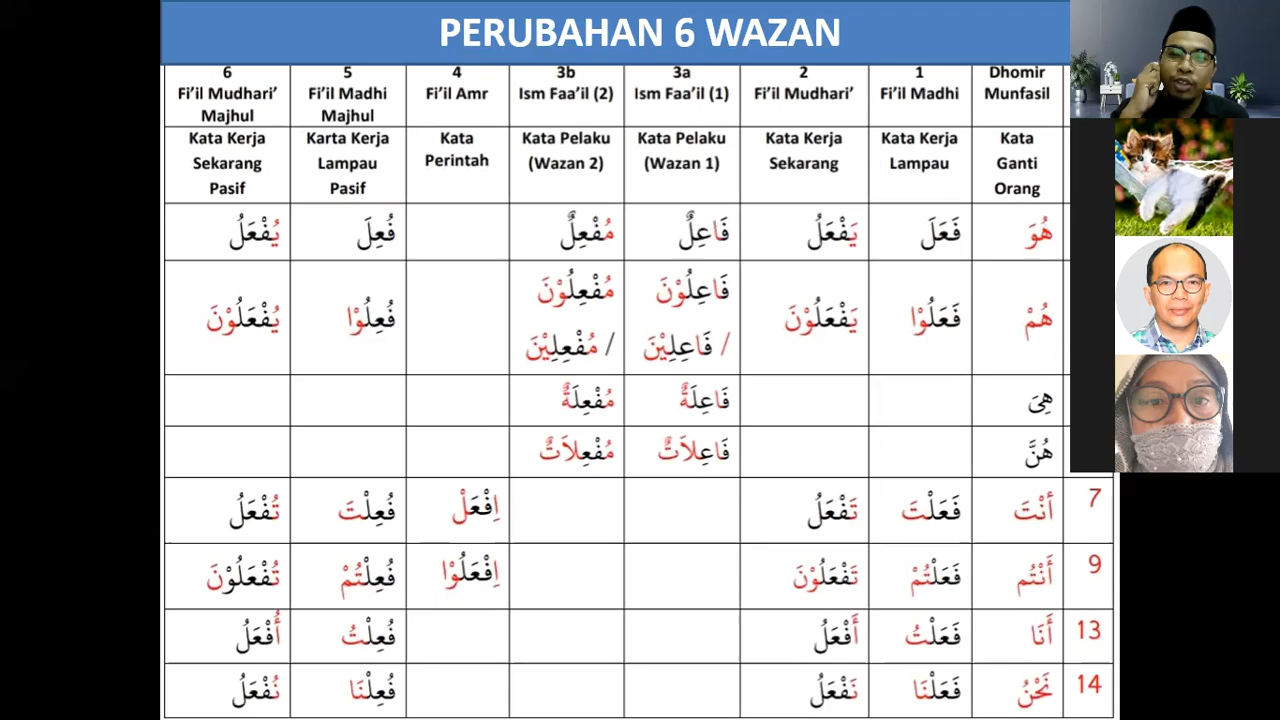 PERUBAHAN 6 WAZAN
6 5 4 3b 3a 2 1 Dhomir
Fi'il Mudhari' Fi'il Madhi Fi'il Amr Ism Faa'il (2) Ism Faa'il (1) Fi'il Mudhari' Fi'il Madhi Munfasil
Majhul Majhul
Kata Kerja Karta Kerja Kata Kata Pelaku Kata Pelaku Kata Kerja Kata Kerja Kata
Sekarang Lampau Perintah (Wazan 2) (Wazan 1) Sekarang Lampau Ganti
Pasif Pasif Orang
هُوَ فَعَلَ يَفْعَلُ فَاعِلٌ مُفْعِلٌ فُعِلَ يُفْعَلُ
هُمْ فَعَلُوْا يَفْعَلُوْنَ فَاعِلُوْنَ مُفْعِلُوْنَ فُعِلُوْا يُفْعَلُوْنَ
/ فَاعِلِيْنَ / مُفْعِلِيْنَ
هِىَ فَاعِلَةٌ مُفْعِلَةٌ
هُنَّ فَاعِلاَتٌ مُفْعِلاَتٌ
7 أَنْتَ فَعَلْتَ تَفْعَلُ اِفْعَلْ فُعِلْتَ تُفْعَلُ
9 أَنْتُم فَعَلْتُمْ تَفْعَلُوْنَ اِفْعَلُوْا فُعِلْتُمْ تُفْعَلُوْنَ
13 أَنَا فَعَلْتُ أَفْعَلُ فُعِلْتُ أُفْعَلُ
14 نَحْنُ فَعَلْنَا نَفْعَلُ فُعِلْنَا نُفْعَلُ